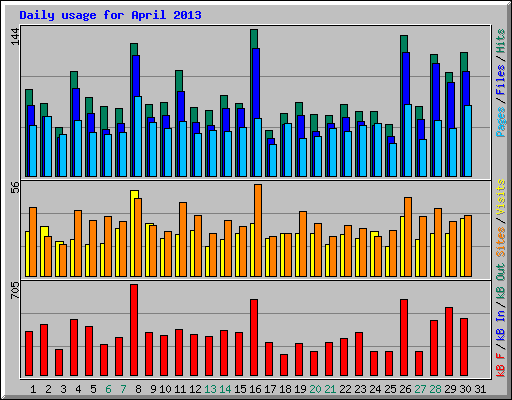 Daily usage for April 2013
144
56
705
Pages / Files / Hits
Sites / Visits
kB F / kB In / kB Out
1 2 3 4 5 6 7 8 9 10 11 12 13 14 15 16 17 18 19 20 21 22 23 24 25 26 27 28 29 30 31